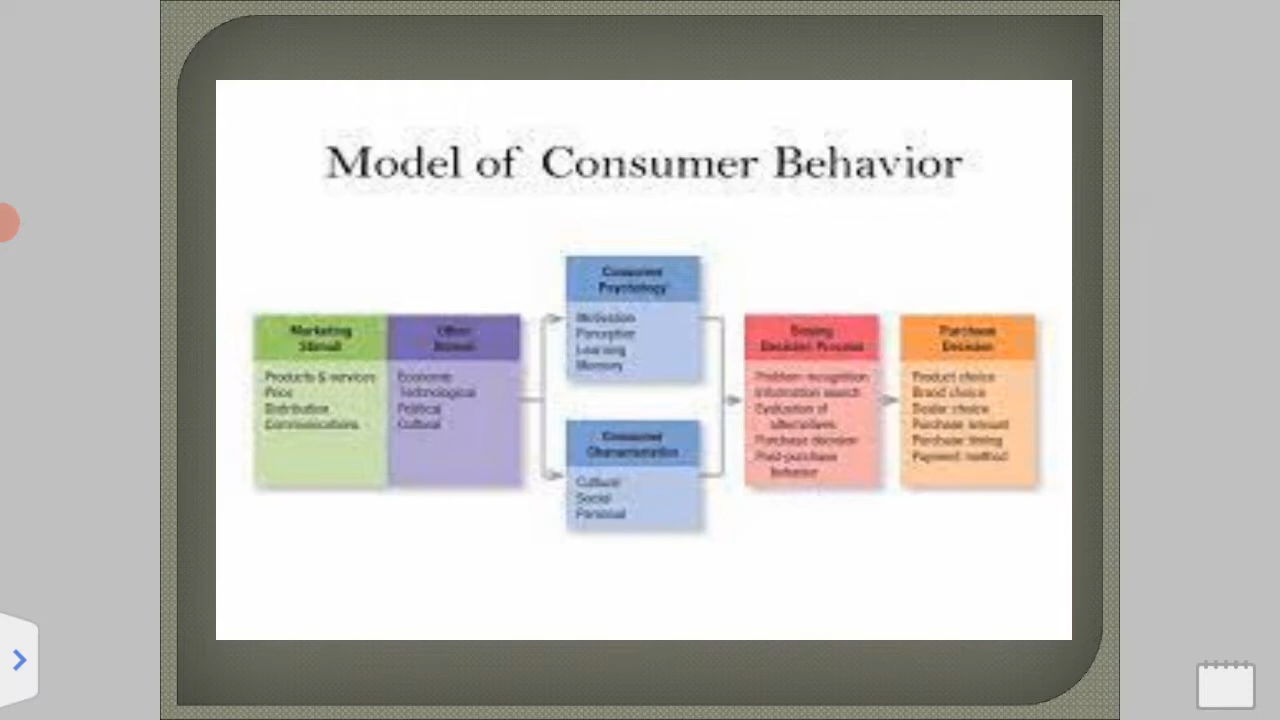 Model of Consumer Behavior
Marketing
Stimuli
Products & services
Price
Distribution
Communications
Other
Stimuli
Economic
Technological
Political
Cultural
Consumer
Psychology
Motivation
Perception
Learning
Memory
Consumer
Characteristics
Cultural
Social
Personal
Buying
Decision Process
Problem recognition
Information search
Evaluation of
alternatives
Purchase decision
Post-purchase
behavior
Purchase
Decision
Product choice
Brand choice
Dealer choice
Purchase amount
Purchase timing
Payment method